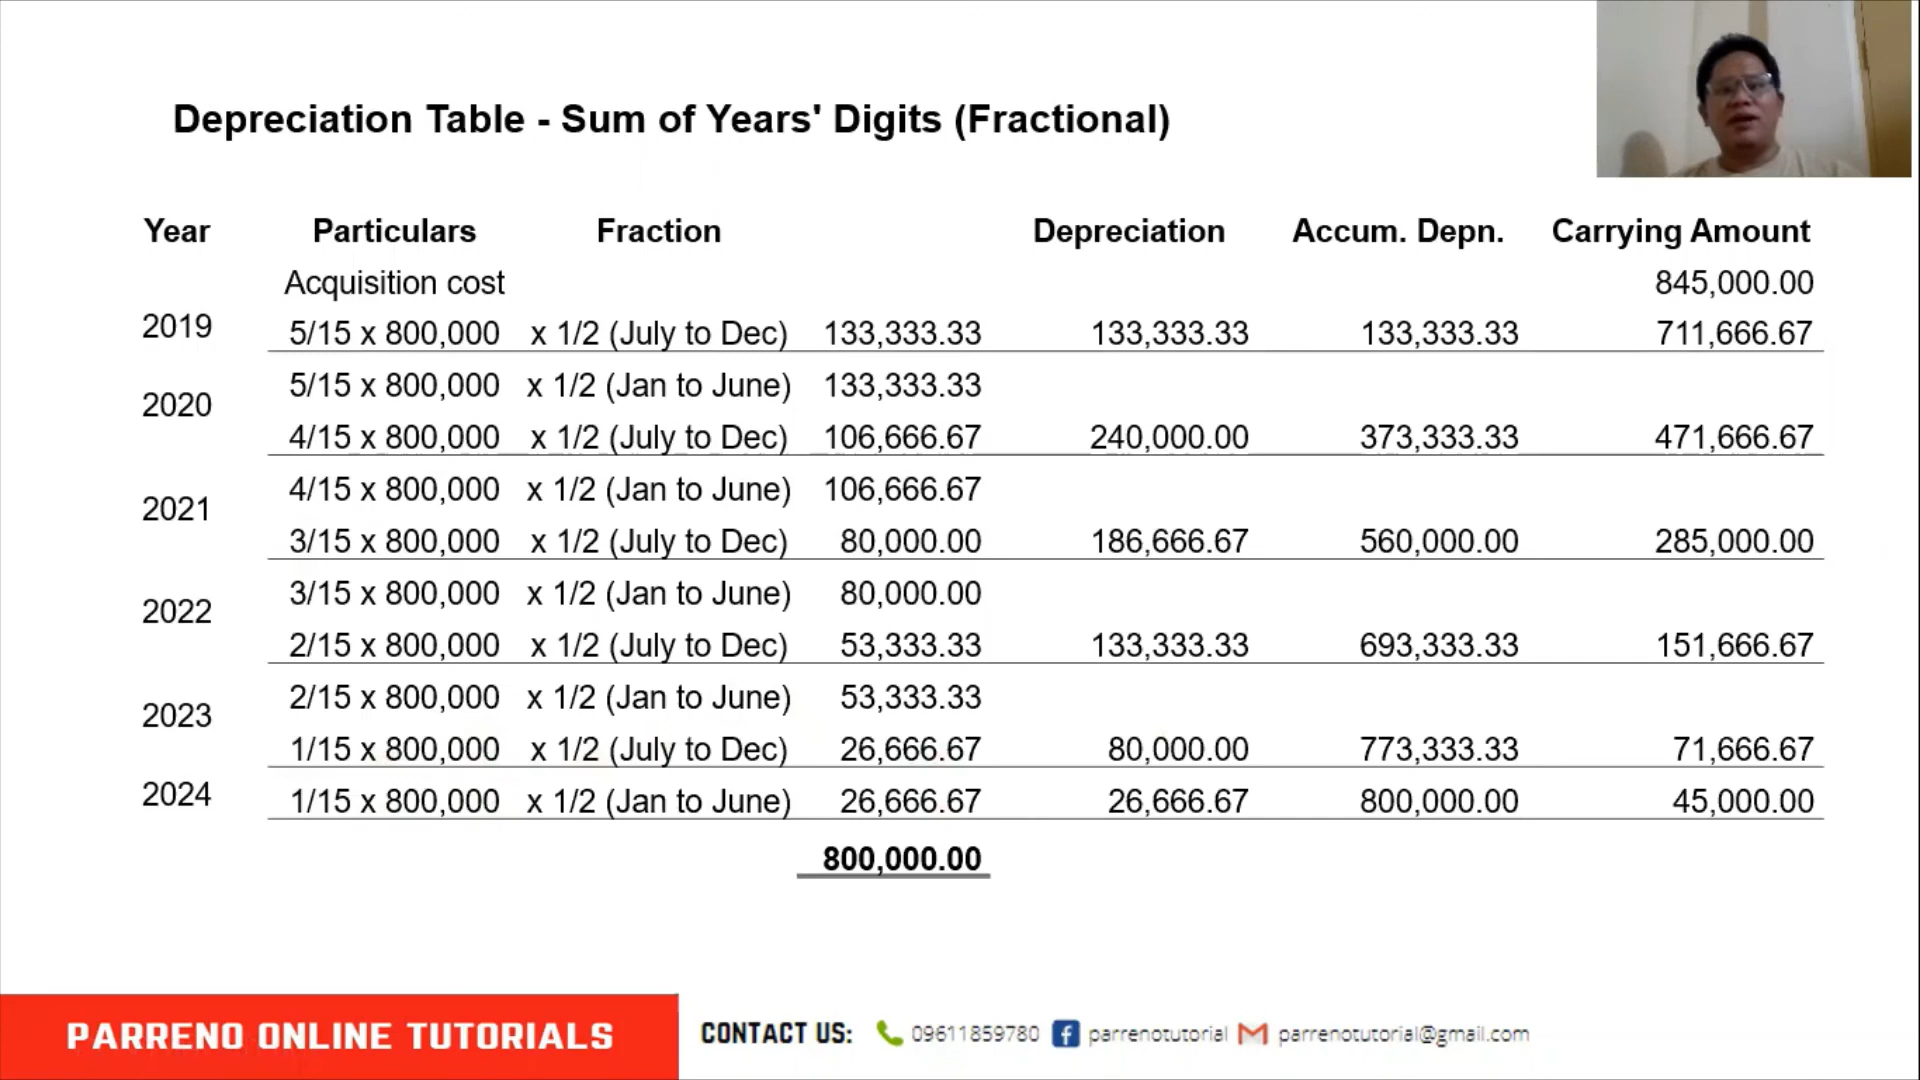 Depreciation Table - Sum of Years' Digits (Fractional)
Year Particulars Fraction Depreciation Accum. Depn. Carrying Amount
Acquisition cost 845,000.00
2019 5/15 x 800,000 x 1/2 (July to Dec) 133,333.33 133,333.33 133,333.33 711,666.67
2020 5/15 x 800,000 x 1/2 (Jan to June) 133,333.33
4/15 x 800,000 x 1/2 (July to Dec) 106,666.67 240,000.00 373,333.33 471,666.67
2021 4/15 x 800,000 x 1/2 (Jan to June) 106,666.67
3/15 x 800,000 x 1/2 (July to Dec) 80,000.00 186,666.67 560,000.00 285,000.00
2022 3/15 x 800,000 x 1/2 (Jan to June) 80,000.00
2/15 x 800,000 x 1/2 (July to Dec) 53,333.33 133,333.33 693,333.33 151,666.67
2023 2/15 x 800,000 x 1/2 (Jan to June) 53,333.33
1/15 x 800,000 x 1/2 (July to Dec) 26,666.67 80,000.00 773,333.33 71,666.67
2024 1/15 x 800,000 x 1/2 (Jan to June) 26,666.67 26,666.67 800,000.00 45,000.00
800,000.00
PARRENO ONLINE TUTORIALS CONTACT US: 09611859780 parrenotutorial parrenotutorial@gmail.com